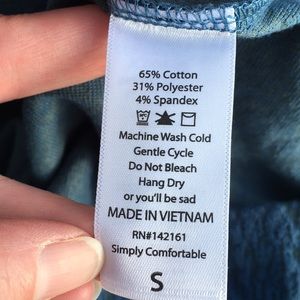 65% Cotton
31% Polyester
4% Spandex
Machine Wash Cold
Gentle Cycle
Do Not Bleach
Hang Dry
or you'll be sad
MADE IN VIETNAM
RN#142161
Simply Comfortable
S